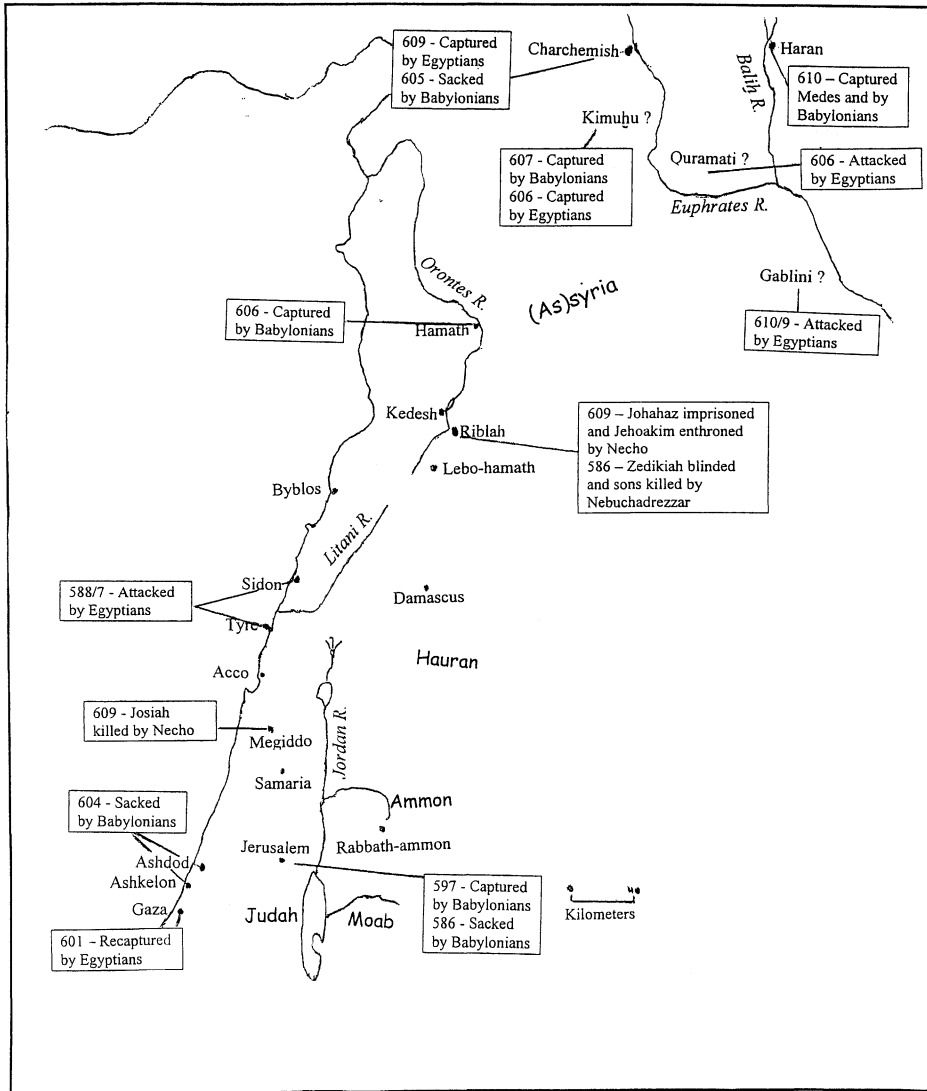 609 - Captured
by Egyptians
605 - Sacked
by Babylonians
Charchemish
Haran
Baliḫ R.
610 – Captured
Medes and by
Babylonians
Kimuḫu ?
607 - Captured
by Babylonians
606 - Captured
by Egyptians
Quramati ?
606 - Attacked
by Egyptians
Euphrates R.
Gablini ?
610/9 - Attacked
by Egyptians
Orontes R.
(As)syria
606 - Captured
by Babylonians
Hamath
Kedesh
Riblah
609 – Johahaz imprisoned
and Jehoakim enthroned
by Necho
586 – Zedikiah blinded
and sons killed by
Nebuchadrezzar
Lebo-hamath
Byblos
Litani R.
Sidon
588/7 - Attacked
by Egyptians
Damascus
Tyre
Hauran
Acco
609 - Josiah
killed by Necho
Megiddo
Jordan R.
Samaria
Ammon
604 - Sacked
by Babylonians
Rabbath-ammon
Jerusalem
Ashdod
Ashkelon
Gaza
Judah
Moab
597 - Captured
by Babylonians
586 - Sacked
by Babylonians
0 40
Kilometers
601 – Recaptured
by Egyptians